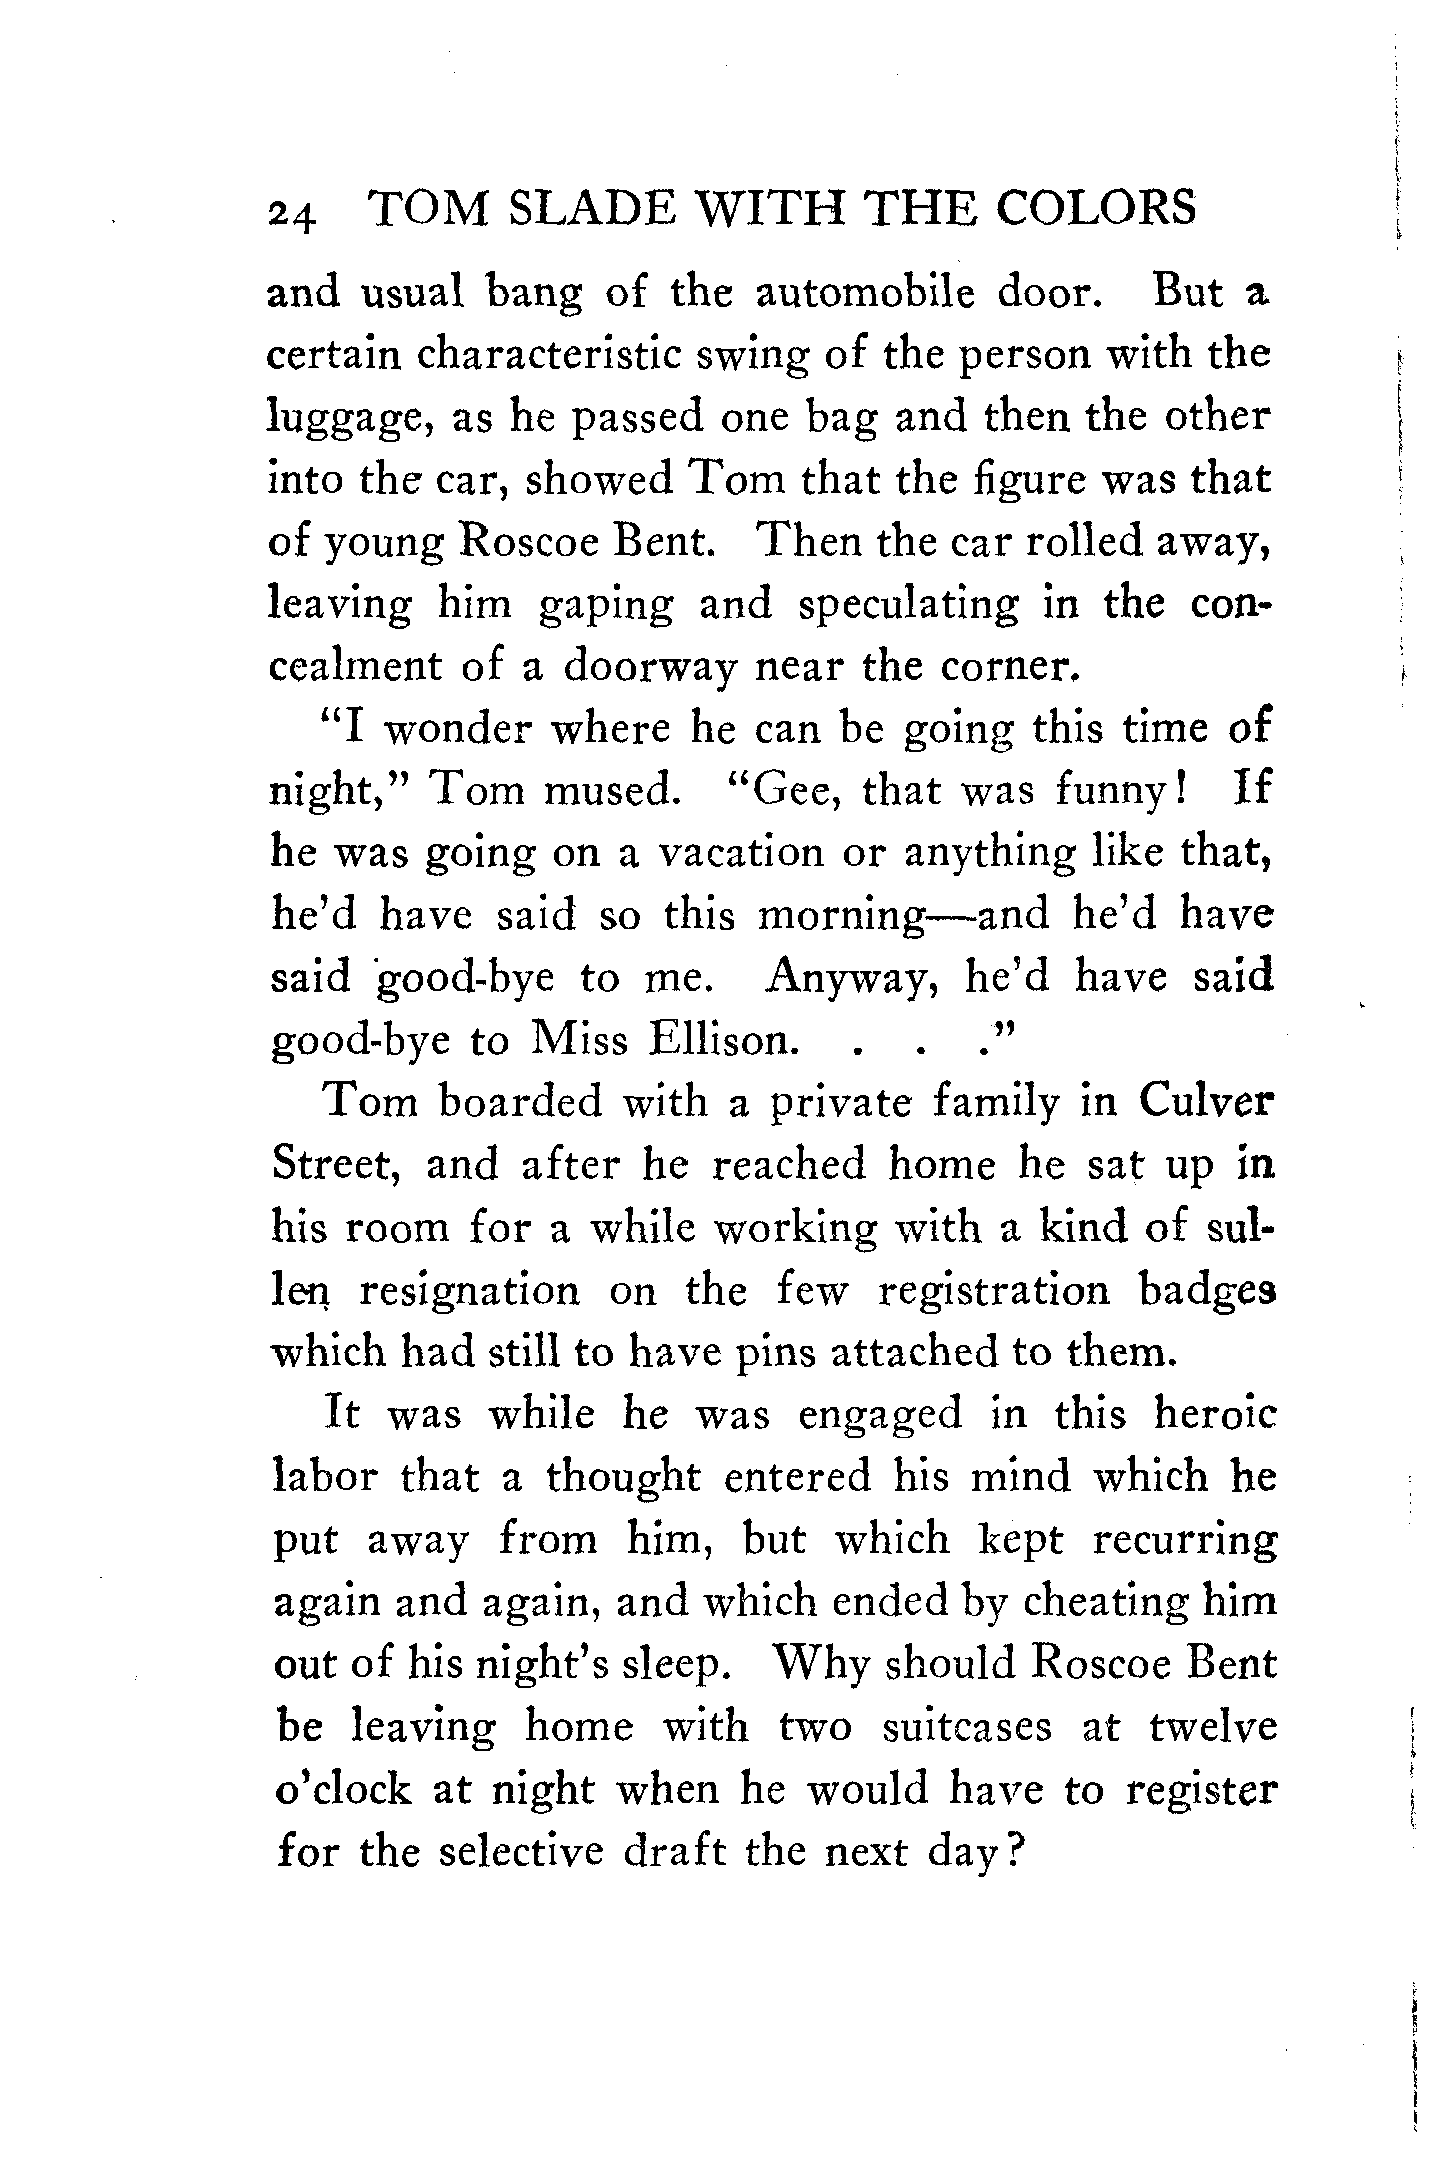 24 TOM SLADE WITH THE COLORS
and usual bang of the automobile door. But a
certain characteristic swing of the person with the
luggage, as he passed one bag and then the other
into the car, showed Tom that the figure was that
of young Roscoe Bent. Then the car rolled away,
leaving him gaping and speculating in the con-
cealment of a doorway near the corner.
"I wonder where he can be going this time of
night," Tom mused. "Gee, that was funny! If
he was going on a vacation or anything like that,
he'd have said so this morning—and he'd have
said good-bye to me. Anyway, he'd have said
good-bye to Miss Ellison. . . ."
Tom boarded with a private family in Culver
Street, and after he reached home he sat up in
his room for a while working with a kind of sul-
len resignation on the few registration badges
which had still to have pins attached to them.
It was while he was engaged in this heroic
labor that a thought entered his mind which he
put away from him, but which kept recurring
again and again, and which ended by cheating him
out of his night's sleep. Why should Roscoe Bent
be leaving home with two suitcases at twelve
o'clock at night when he would have to register
for the selective draft the next day?